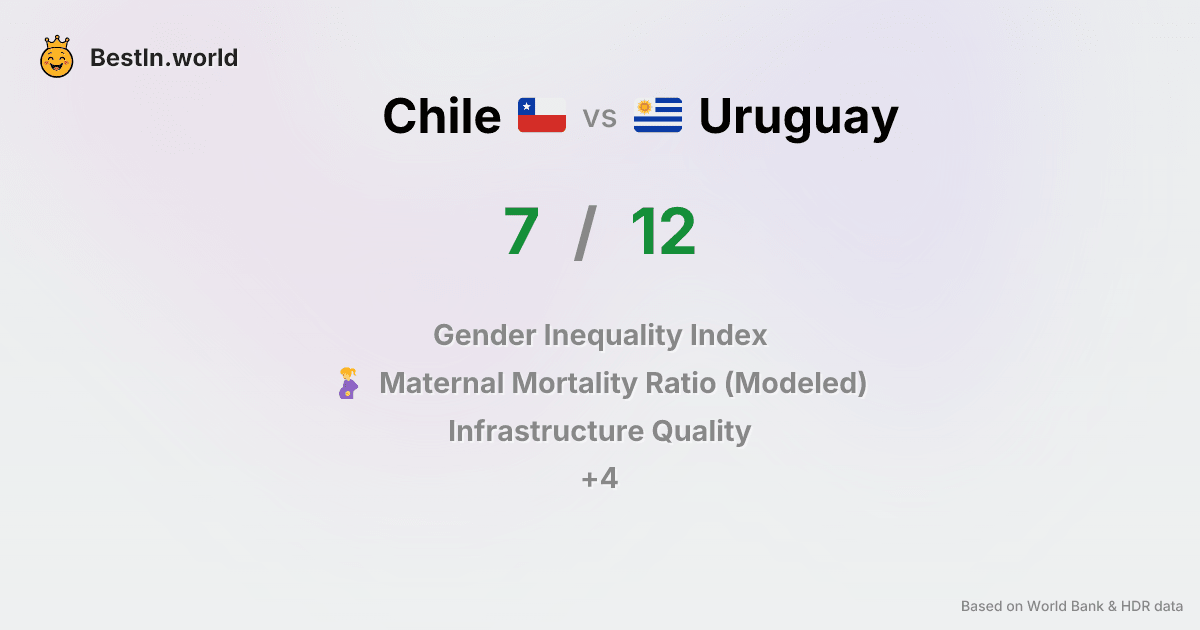 BestIn.world
Chile vs Uruguay
7 / 12
Gender Inequality Index
Maternal Mortality Ratio (Modeled)
Infrastructure Quality
+4
Based on World Bank & HDR data